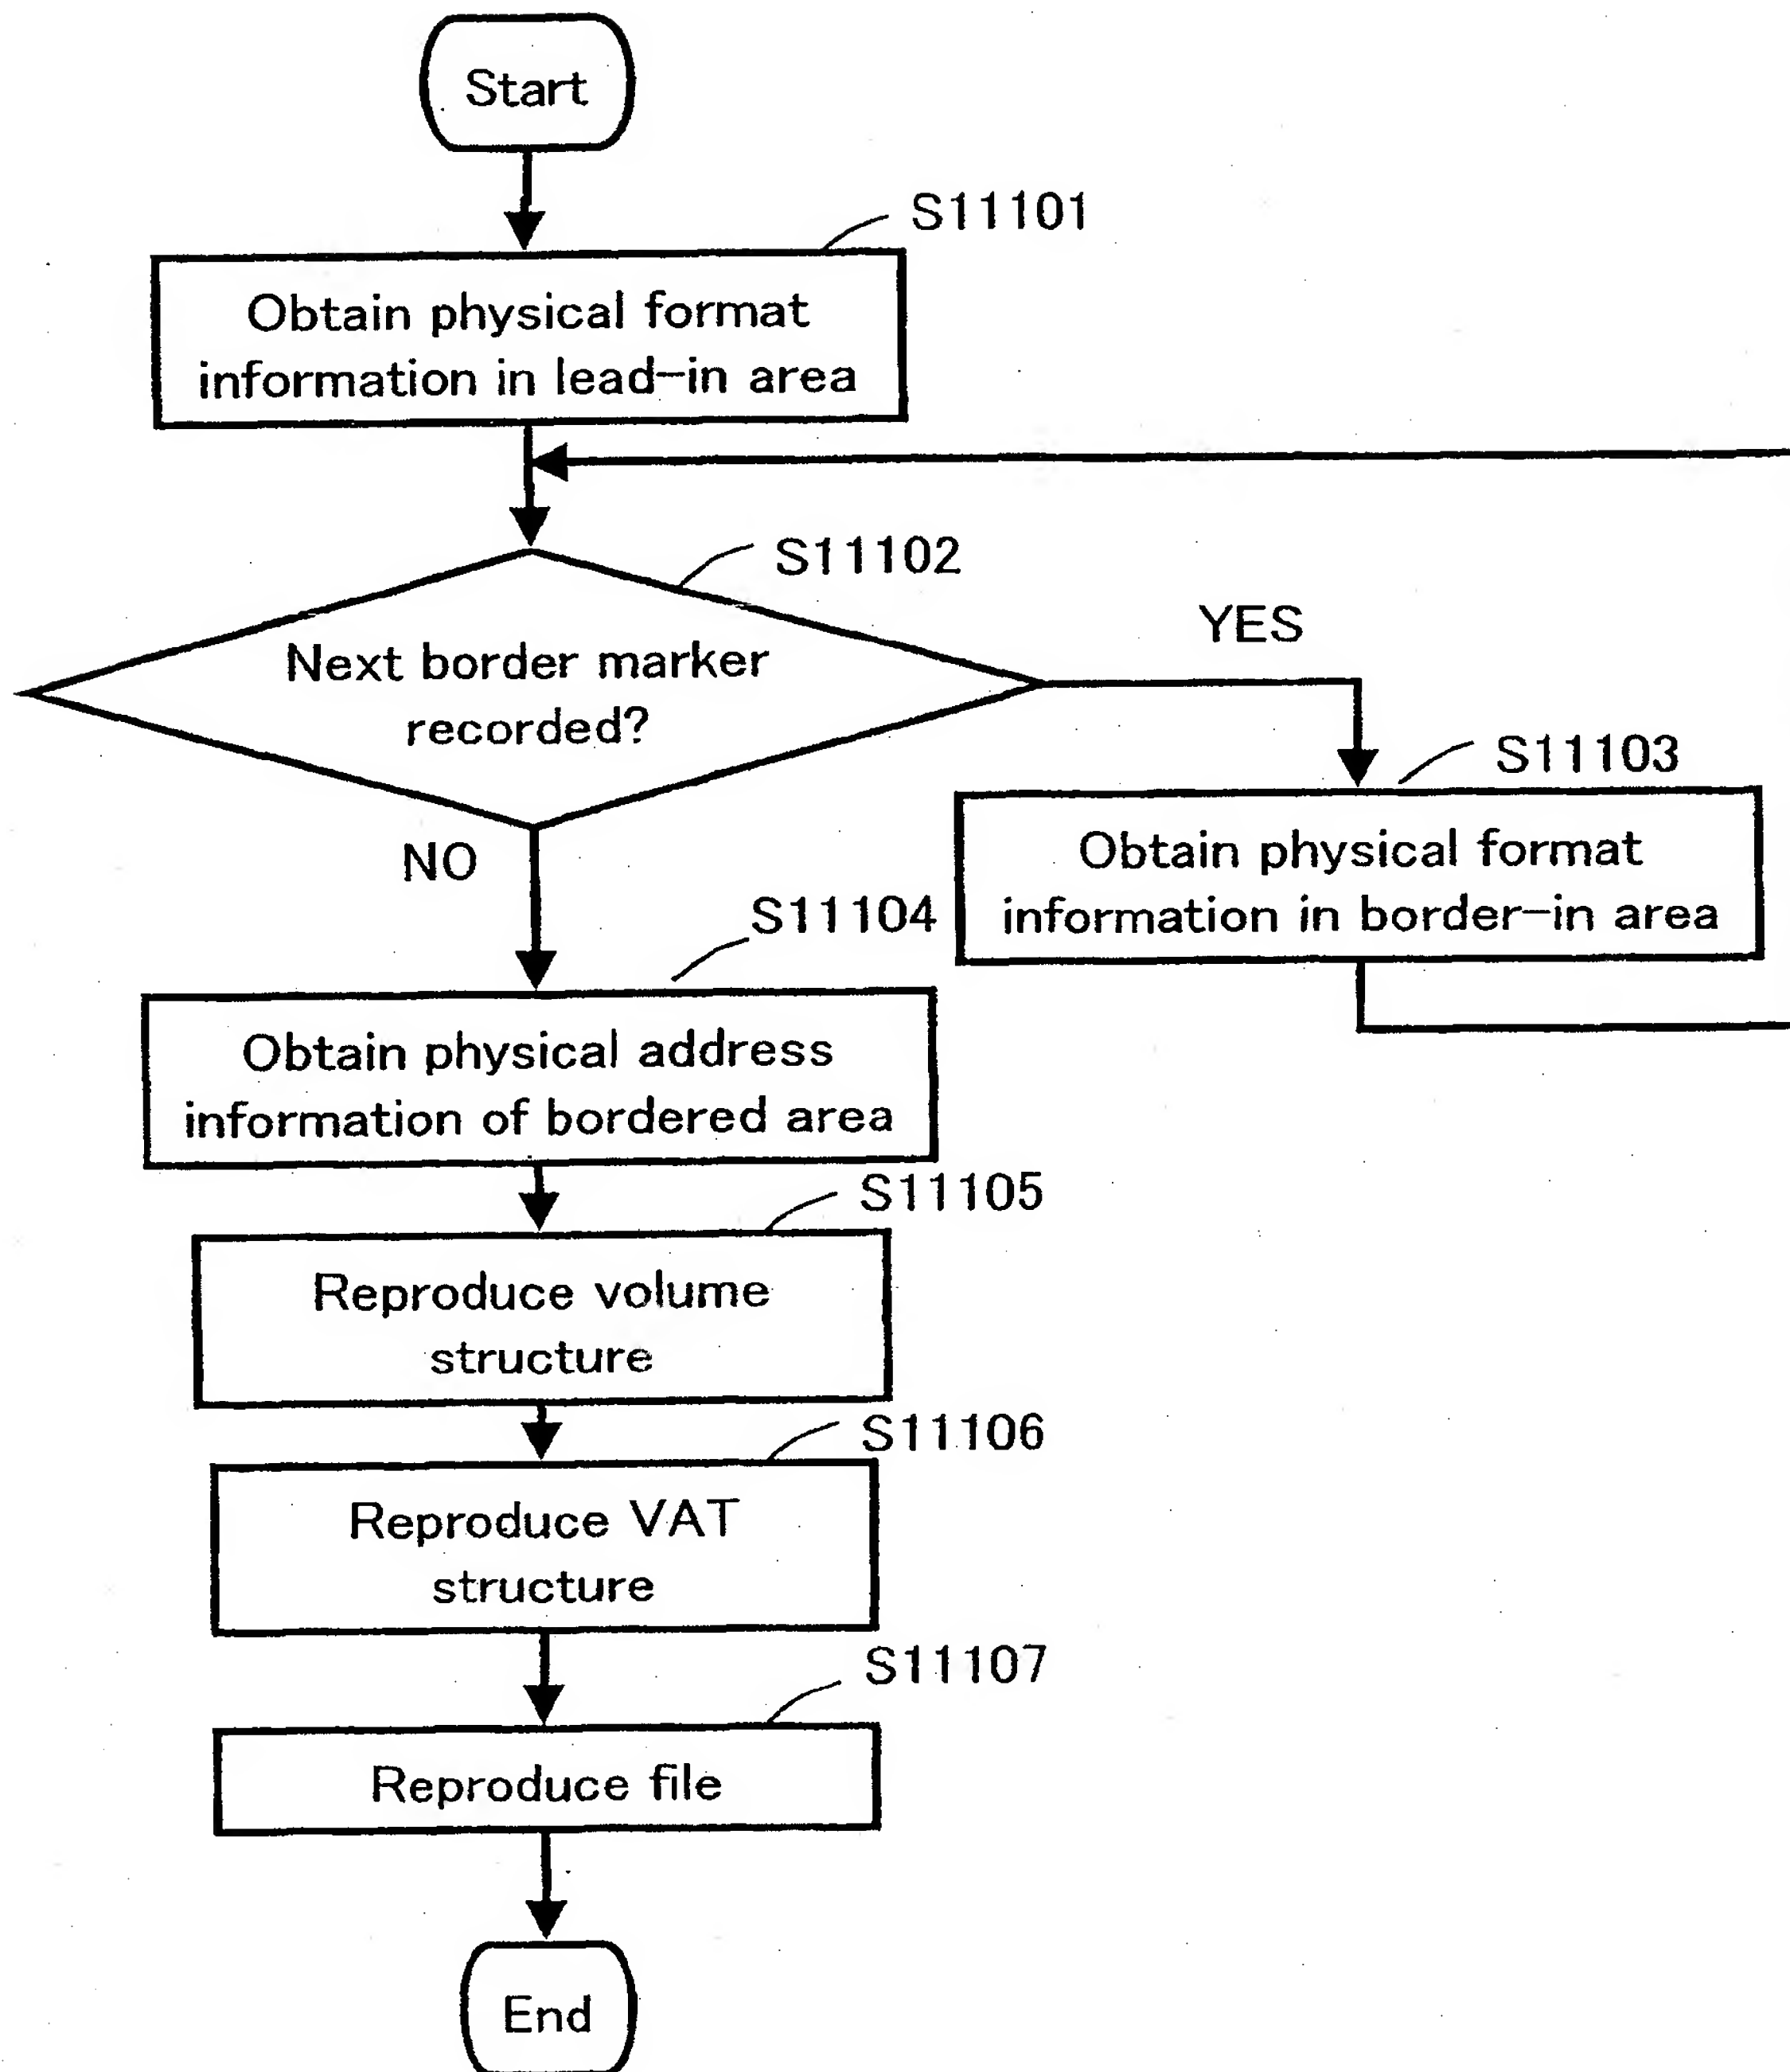 Start
S11101
Obtain physical format
information in lead-in area
S11102
Next border marker
recorded?
YES
NO
S11103
Obtain physical format
information in border-in area
S11104
Obtain physical address
information of bordered area
S11105
Reproduce volume
structure
S11106
Reproduce VAT
structure
S11107
Reproduce file
End